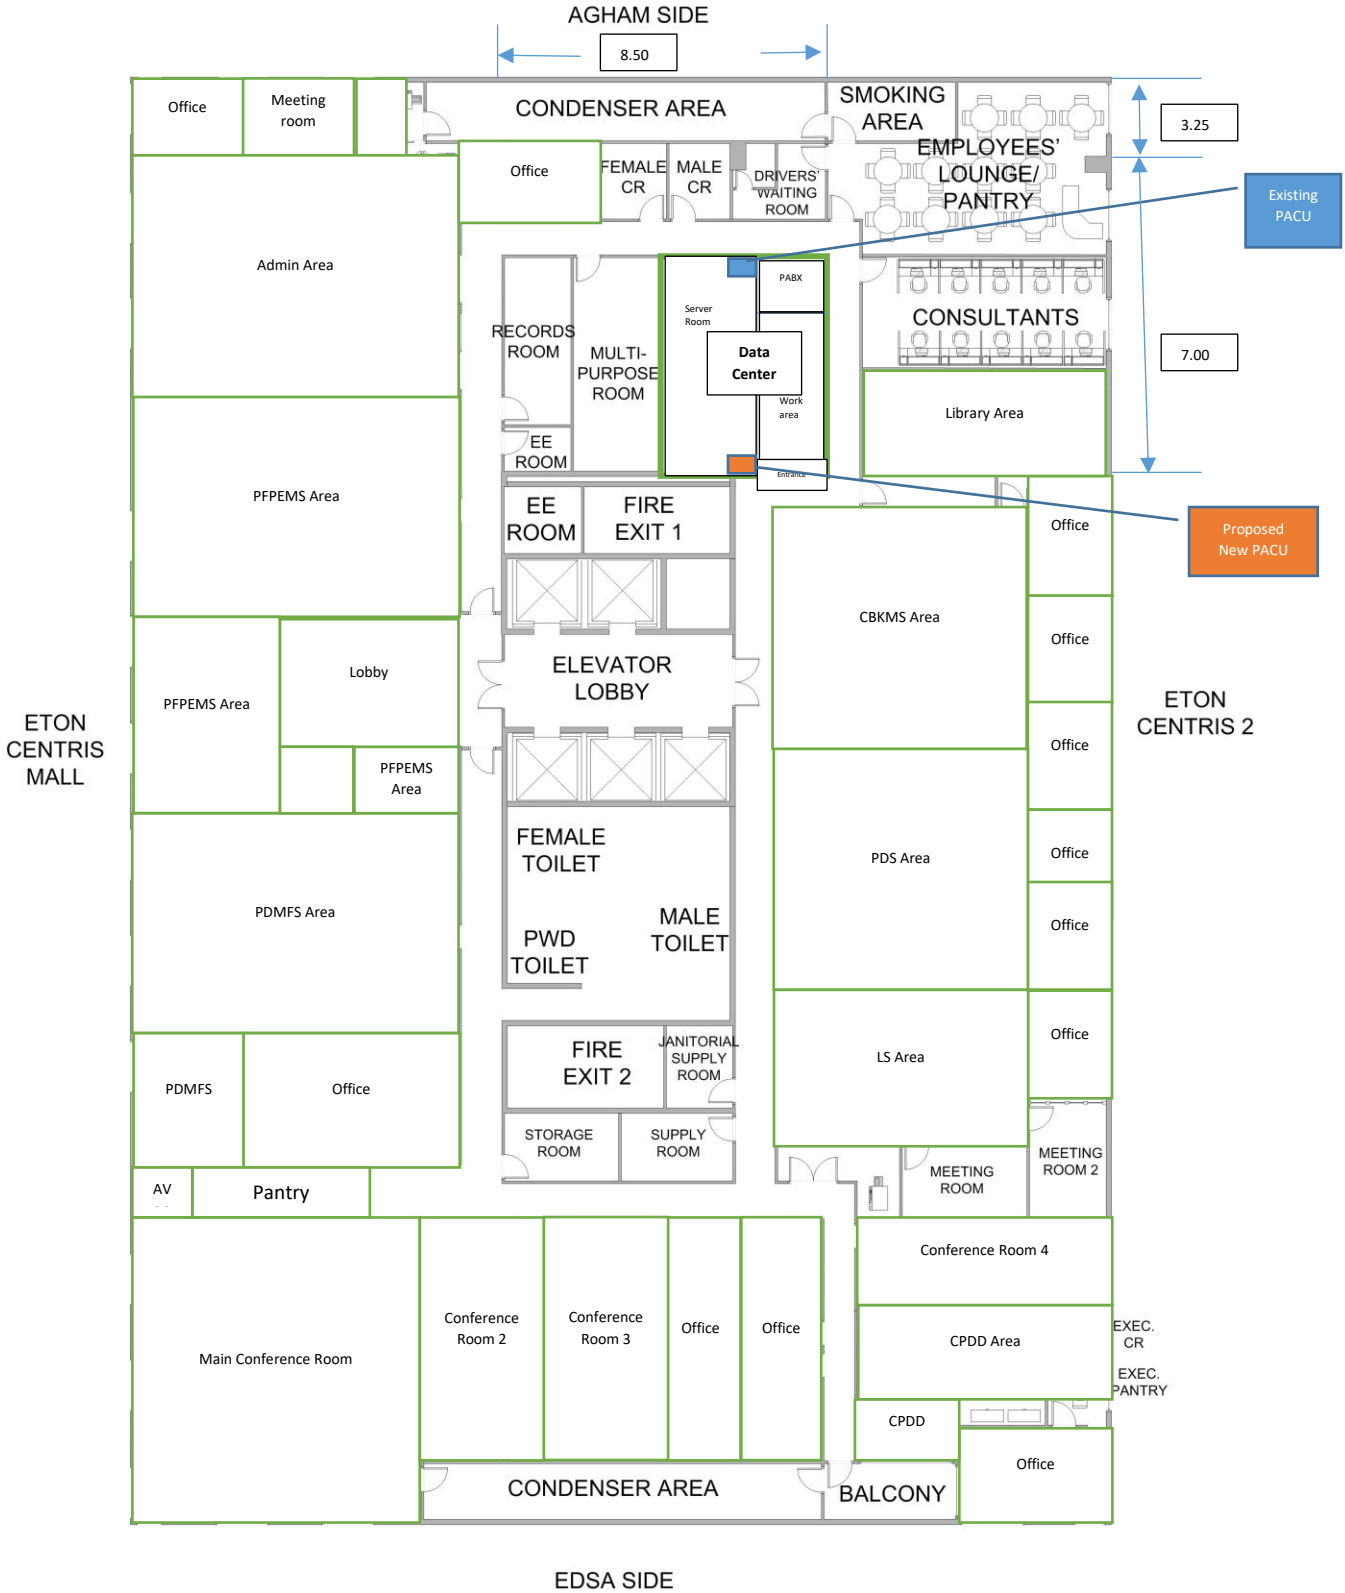 AGHAM SIDE
8.50
Office
Meeting
room
CONDENSER AREA
SMOKING
AREA
3.25
EMPLOYEES'
LOUNGE/
PANTRY
Office
FEMALE
CR
MALE
CR
DRIVERS'
WAITING
ROOM
Existing
PACU
Admin Area
PABX
Server
Room
RECORDS
ROOM
MULTI-
PURPOSE
ROOM
Data
Center
CONSULTANTS
7.00
Work
area
Library Area
EE
ROOM
Entrance
PFPEMS Area
EE
ROOM
FIRE
EXIT 1
Office
Proposed
New PACU
CBKMS Area
Office
ELEVATOR
LOBBY
Lobby
PFPEMS Area
ETON
CENTRIS
MALL
ETON
CENTRIS 2
Office
PFPEMS
Area
FEMALE
TOILET
PDS Area
Office
PDMFS Area
MALE
TOILET
PWD
TOILET
Office
FIRE
EXIT 2
JANITORIAL
SUPPLY
ROOM
LS Area
Office
PDMFS
Office
STORAGE
ROOM
SUPPLY
ROOM
MEETING
ROOM
MEETING
ROOM 2
AV
Pantry
Conference Room 4
Main Conference Room
Conference
Room 2
Conference
Room 3
Office
Office
CPDD Area
EXEC.
CR
EXEC.
PANTRY
CPDD
Office
CONDENSER AREA
BALCONY
EDSA SIDE